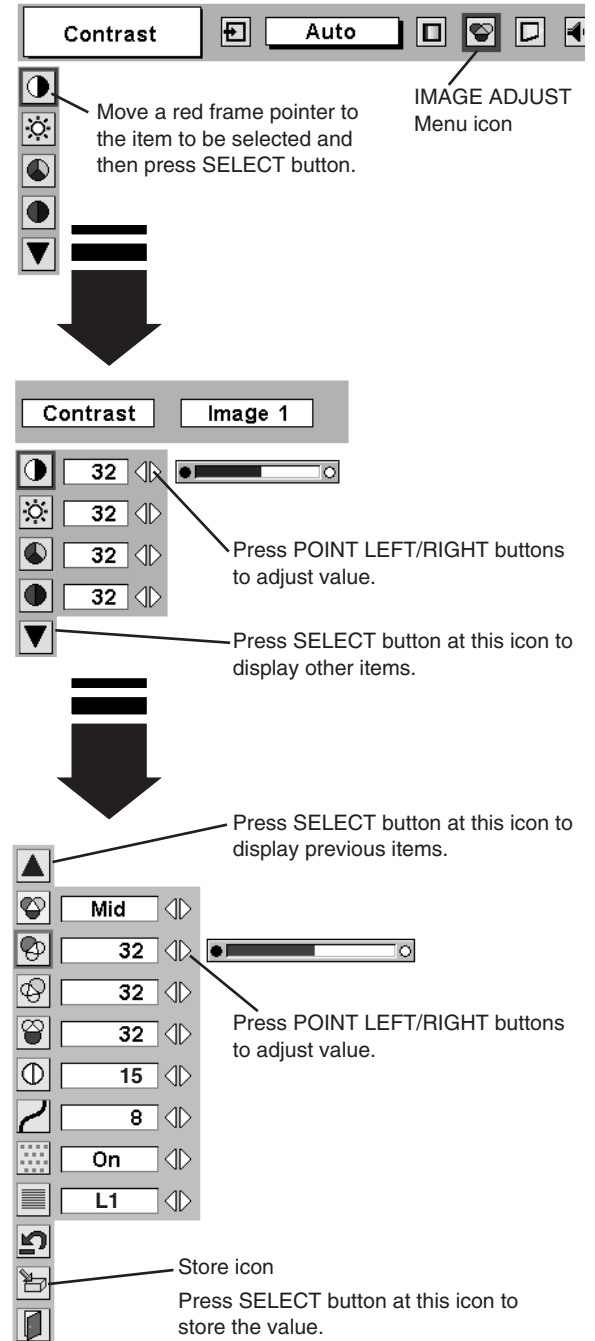 Contrast
Auto
IMAGE ADJUST
Menu icon
Move a red frame pointer to
the item to be selected and
then press SELECT button.
Contrast
Image 1
32
32
32
32
Press POINT LEFT/RIGHT buttons
to adjust value.
Press SELECT button at this icon to
display other items.
Press SELECT button at this icon to
display previous items.
Mid
32
32
32
15
8
On
L1
Press POINT LEFT/RIGHT buttons
to adjust value.
Store icon
Press SELECT button at this icon to
store the value.